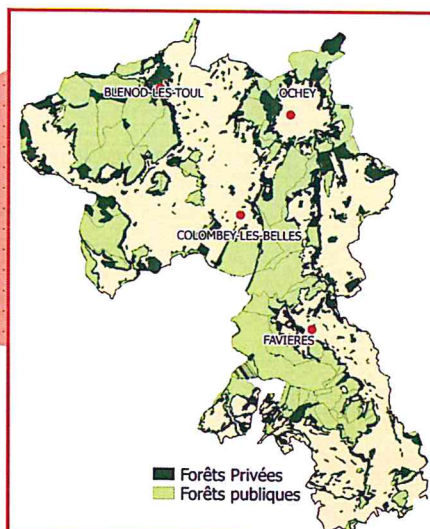 BLENOD-LES-TOUL
OCHEY
COLOMBEY-LES-BELLES
FAVIERES
Forêts Privées
Forêts publiques